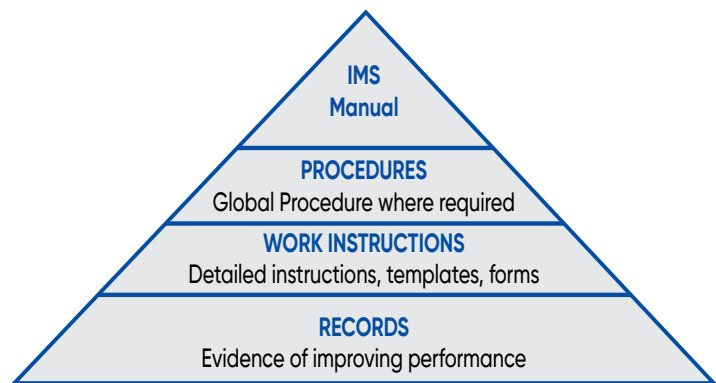 IMS
Manual
PROCEDURES
Global Procedure where required
WORK INSTRUCTIONS
Detailed instructions, templates, forms
RECORDS
Evidence of improving performance